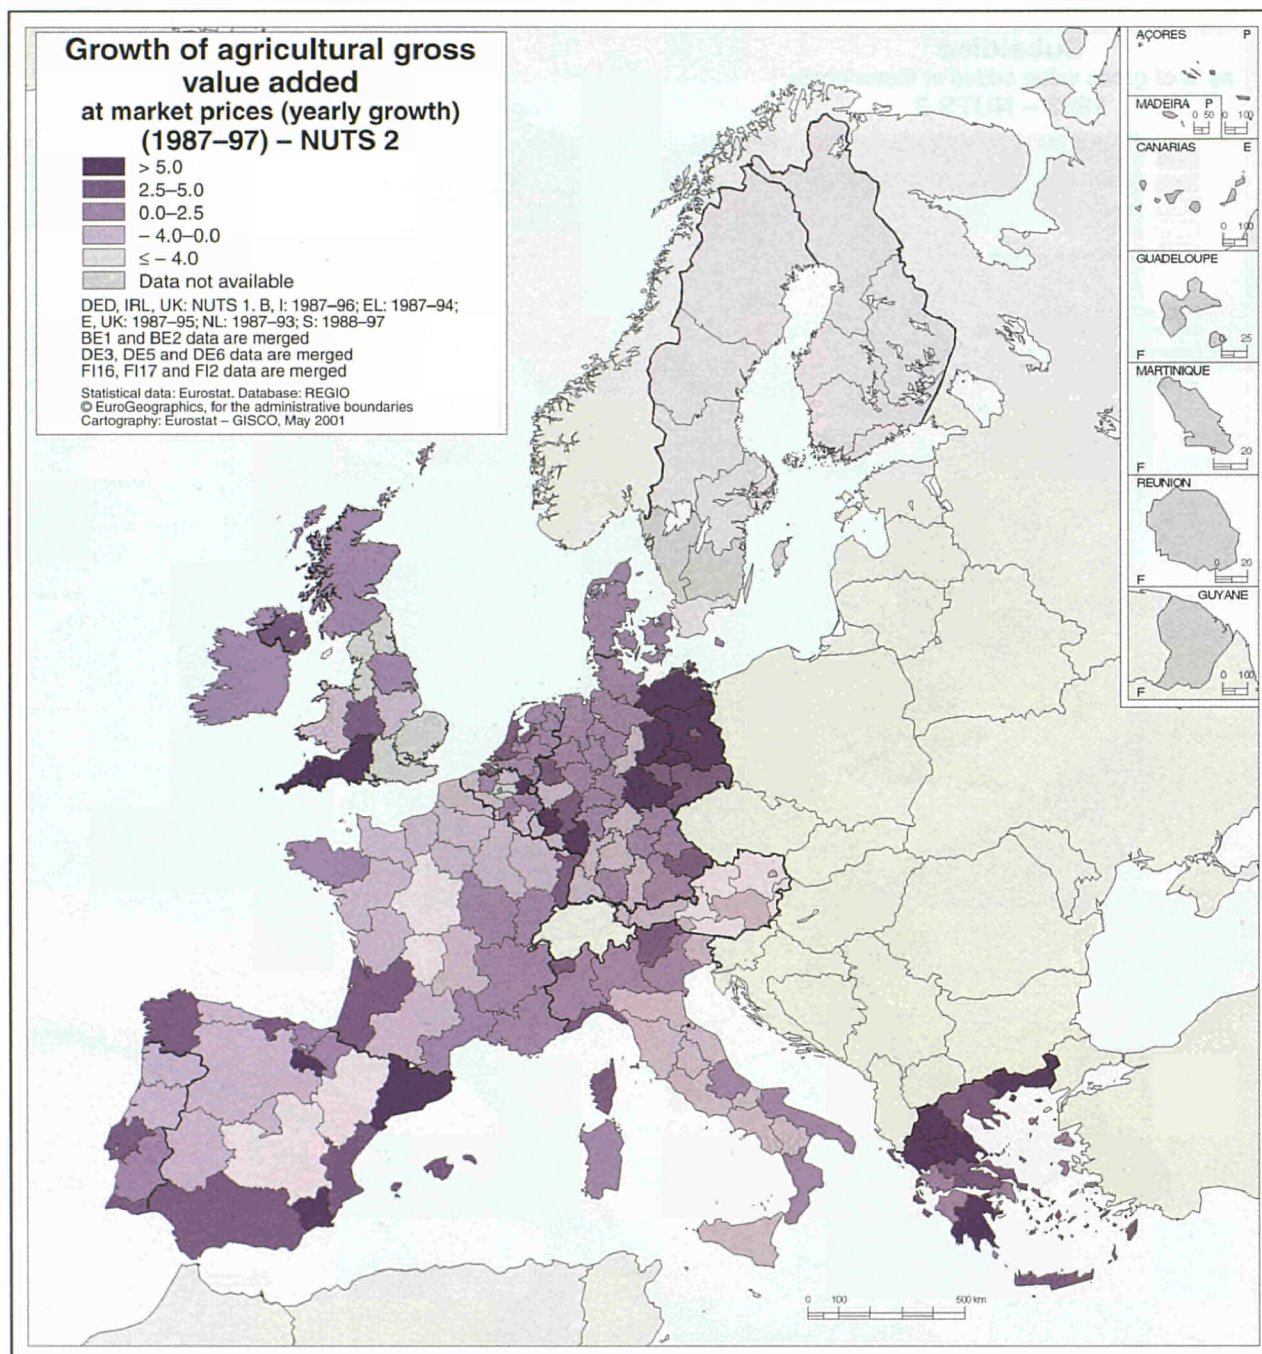 Growth of agricultural gross
value added
at market prices (yearly growth)
(1987–97) – NUTS 2
> 5.0
2.5–5.0
0.0–2.5
– 4.0–0.0
≤ – 4.0
Data not available
DED, IRL, UK: NUTS 1. B, I: 1987–96; EL: 1987–94;
E, UK: 1987–95; NL: 1987–93; S: 1988–97
BE1 and BE2 data are merged
DE3, DE5 and DE6 data are merged
FI16, FI17 and FI2 data are merged
Statistical data: Eurostat. Database: REGIO
© EuroGeographics, for the administrative boundaries
Cartography: Eurostat – GISCO, May 2001
AÇORES P
MADEIRA P
0 50 0 100
CANARIAS E
0 100
GUADELOUPE
0 25
F
MARTINIQUE
0 20
F
REUNION
0 20
F
GUYANE
0 100
F
0 100 500 km